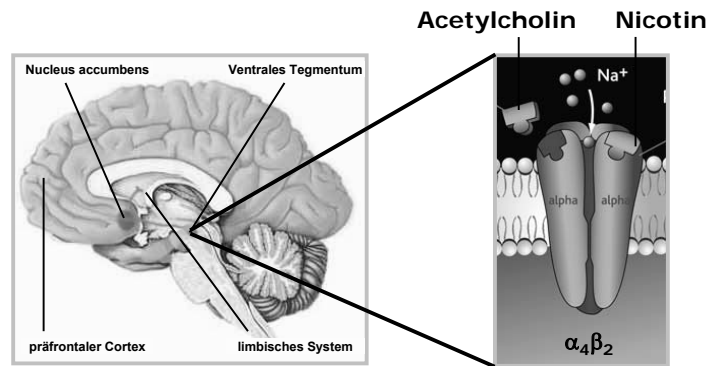 Acetylcholin Nicotin
Nucleus accumbens Ventrales Tegmentum
Na⁺
alpha alpha
präfrontaler Cortex limbisches System
α₄β₂